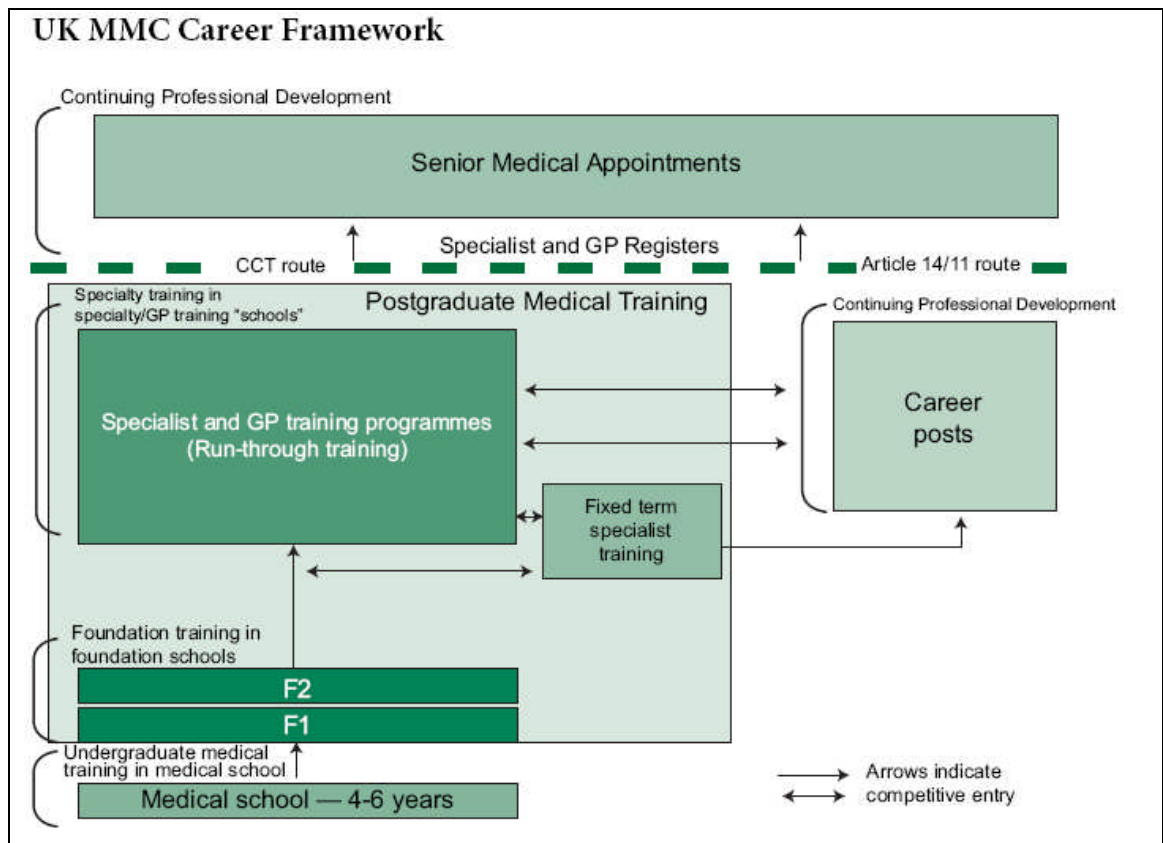 UK MMC Career Framework
Continuing Professional Development
Senior Medical Appointments
Specialist and GP Registers
CCT route
Article 14/11 route
Specialty training in
specialty/GP training "schools"
Postgraduate Medical Training
Continuing Professional Development
Specialist and GP training programmes
(Run-through training)
Career
posts
Fixed term
specialist
training
Foundation training in
foundation schools
F2
F1
Undergraduate medical
training in medical school
Medical school — 4-6 years
Arrows indicate
competitive entry